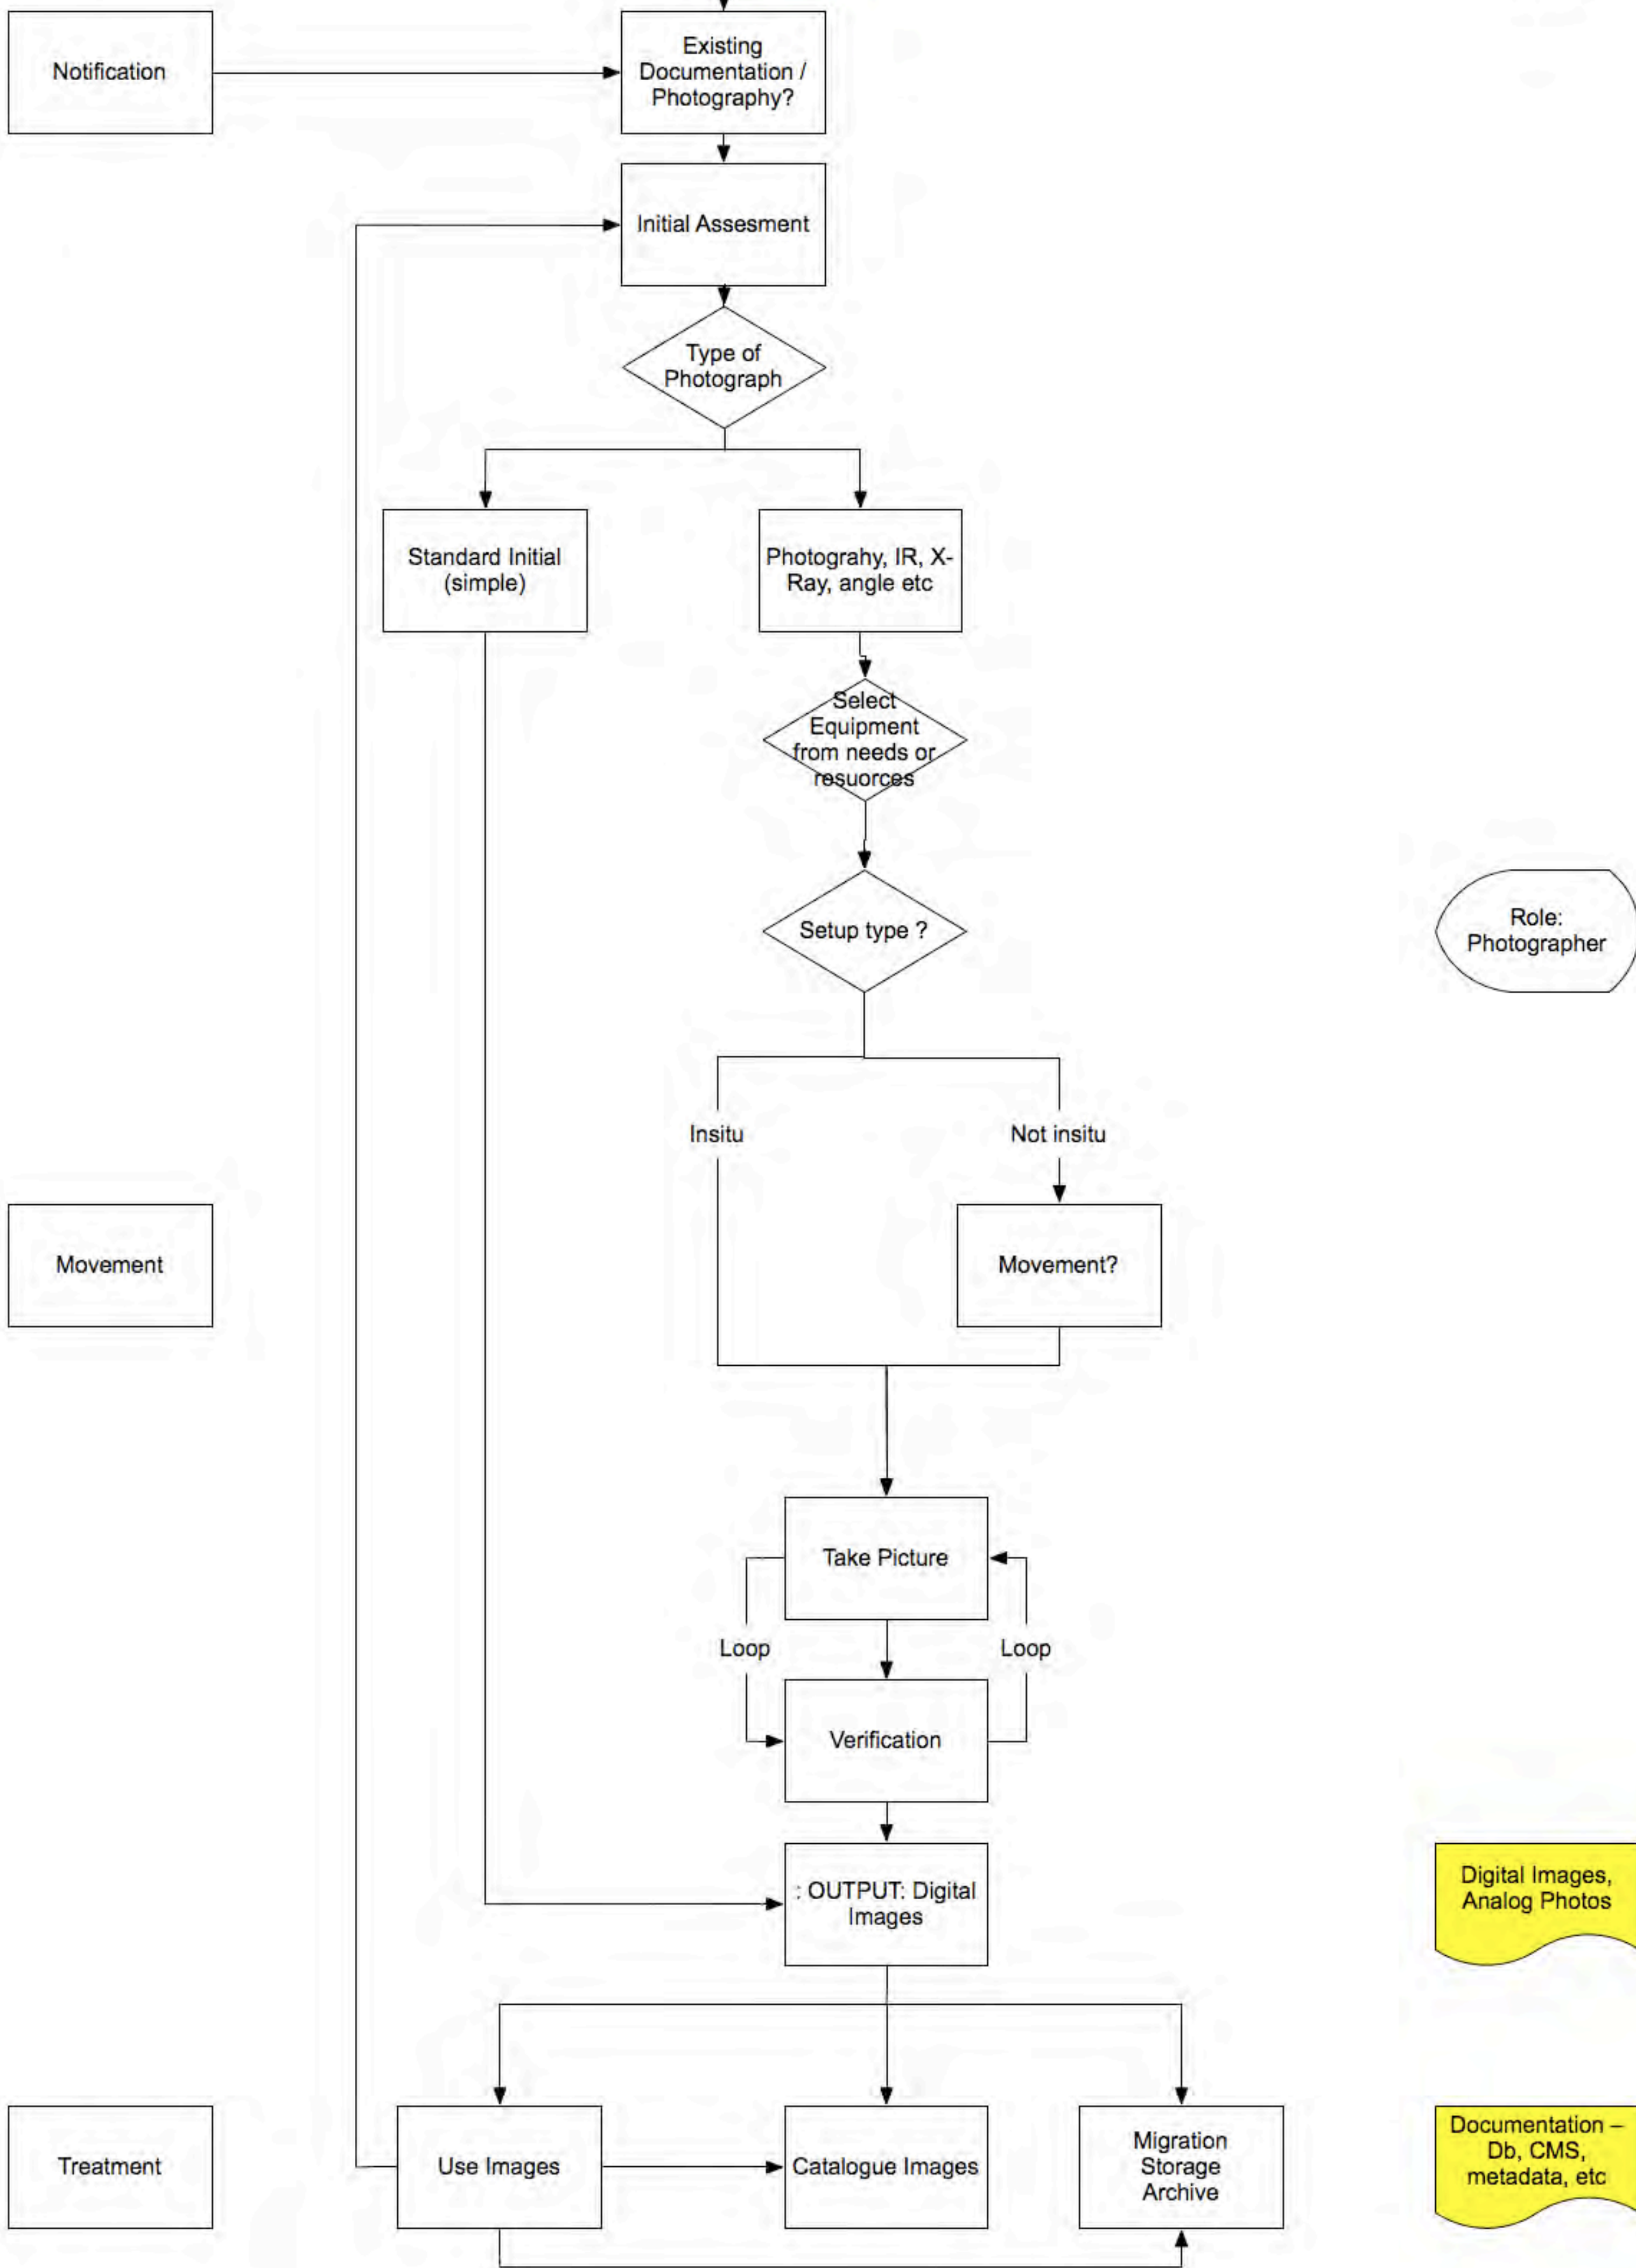 Notification
Existing
Documentation /
Photography?
Initial Assesment
Type of
Photograph
Standard Initial
(simple)
Photograhy, IR, X-
Ray, angle etc
Select
Equipment
from needs or
resuorces
Setup type ?
Role:
Photographer
Insitu
Not insitu
Movement
Movement?
Take Picture
Loop
Loop
Verification
: OUTPUT: Digital
Images
Digital Images,
Analog Photos
Treatment
Use Images
Catalogue Images
Migration
Storage
Archive
Documentation –
Db, CMS,
metadata, etc